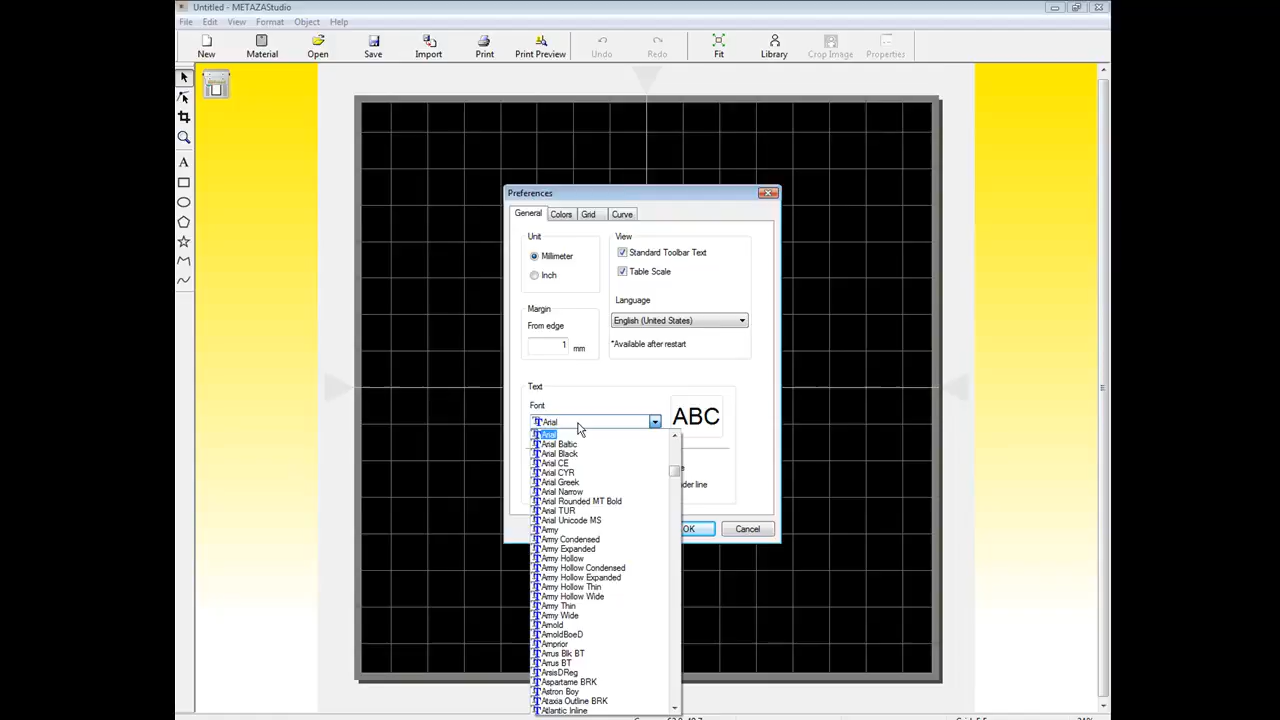 Untitled - METAZAStudio
File Edit View Format Object Help
New Material Open Save Import Print Print Preview Undo Redo Fit Library Crop Image Properties
A
Preferences
General Colors Grid Curve
Unit
Millimeter
Inch
View
Standard Toolbar Text
Table Scale
Language
English (United States)
*Available after restart
Margin
From edge
1 mm
Text
Font
Arial
ABC
Arial
Arial Baltic
Arial Black
Arial CE
Arial CYR
Arial Greek
Arial Narrow
Arial Rounded MT Bold
Arial TUR
Arial Unicode MS
Army
Army Condensed
Army Expanded
Army Hollow
Army Hollow Condensed
Army Hollow Expanded
Army Hollow Thin
Army Hollow Wide
Army Thin
Army Wide
Arnold
ArnoldBoeD
Arnprior
Arrus Blk BT
Arrus BT
ArsisDReg
Aspartame BRK
Astron Boy
Ataxia Outline BRK
Atlantic Inline
der line
OK Cancel